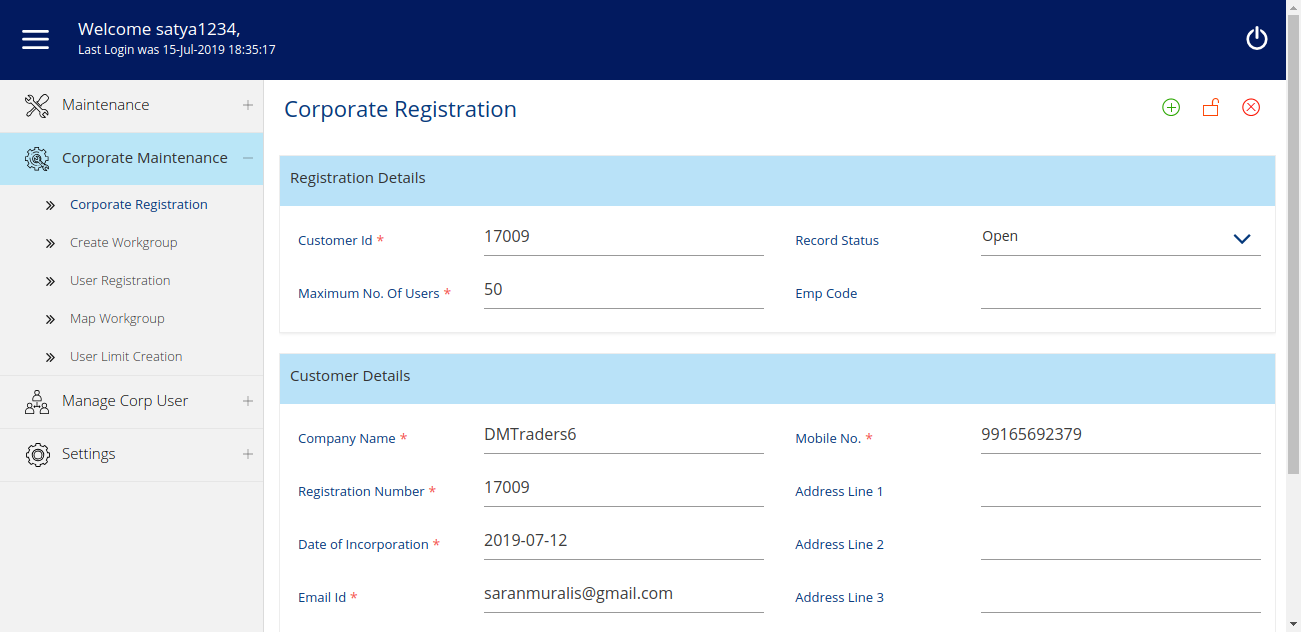 Welcome satya1234,
Last Login was 15-Jul-2019 18:35:17
Maintenance
Corporate Maintenance
Corporate Registration
Create Workgroup
User Registration
Map Workgroup
User Limit Creation
Manage Corp User
Settings
Corporate Registration
Registration Details
Customer Id * 17009 Record Status Open
Maximum No. Of Users * 50 Emp Code
Customer Details
Company Name * DMTraders6 Mobile No. * 99165692379
Registration Number * 17009 Address Line 1
Date of Incorporation * 2019-07-12 Address Line 2
Email Id * saranmuralis@gmail.com Address Line 3